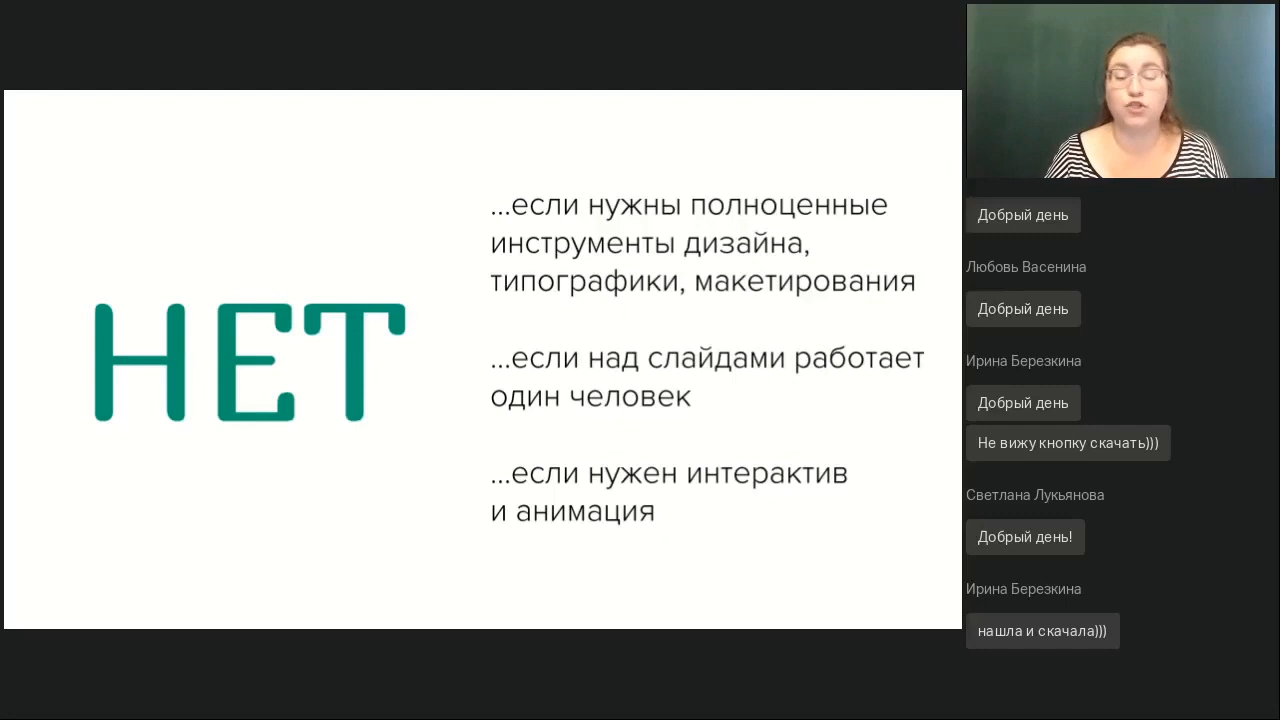 НЕТ
...если нужны полноценные
инструменты дизайна,
типографики, макетирования
...если над слайдами работает
один человек
...если нужен интерактив
и анимация
Добрый день
Любовь Васенина
Добрый день
Ирина Березкина
Добрый день
Не вижу кнопку скачать)))
Светлана Лукьянова
Добрый день!
Ирина Березкина
нашла и скачала)))